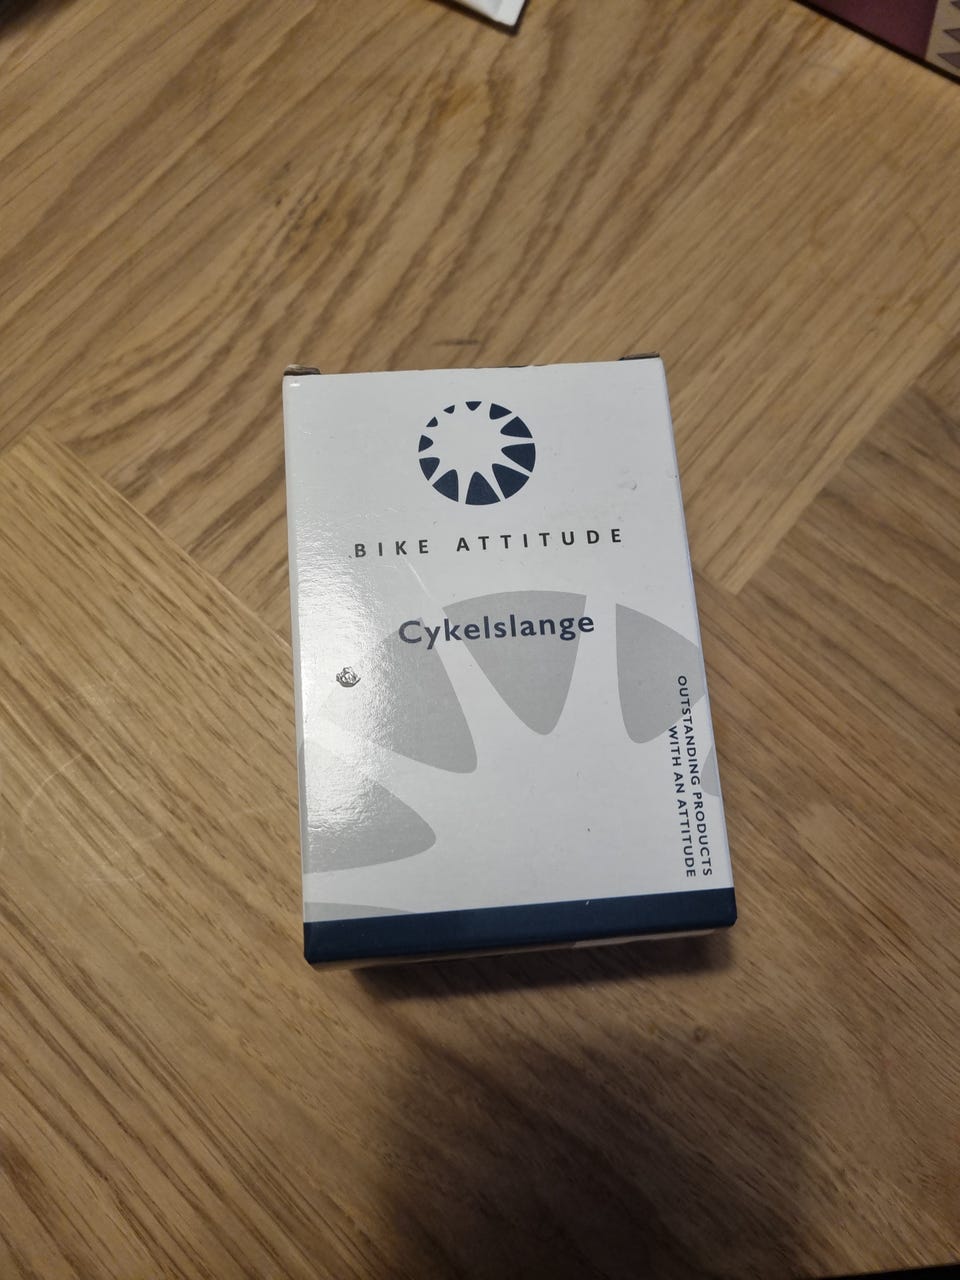 BIKE ATTITUDE
Cykelslange
OUTSTANDING PRODUCTS
WITH AN ATTITUDE